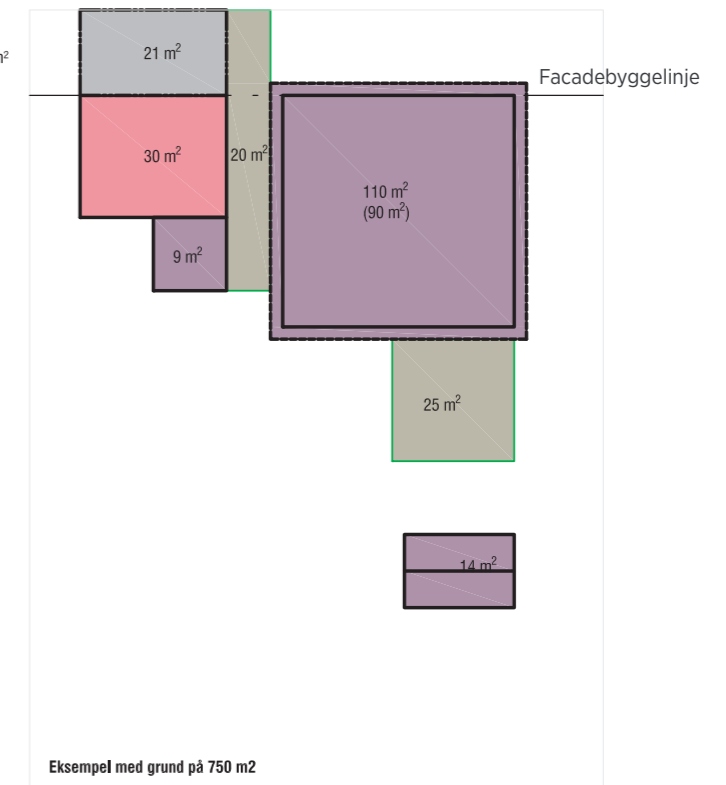 m²
21 m²
Facadebyggelinje
30 m²
20 m²
110 m²
(90 m²)
9 m²
25 m²
14 m²
Eksempel med grund på 750 m2